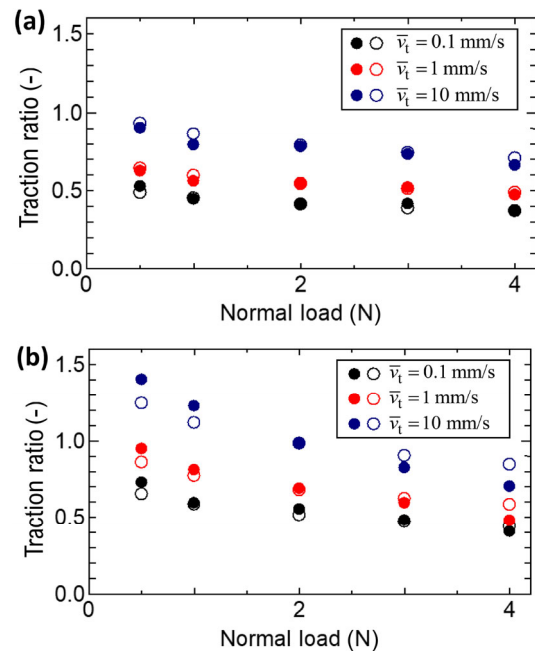 (a)
1.5
1.0
0.5
0.0
Traction ratio (-)
v̅t = 0.1 mm/s
v̅t = 1 mm/s
v̅t = 10 mm/s
0 2 4
Normal load (N)
(b)
1.5
1.0
0.5
0.0
Traction ratio (-)
v̅t = 0.1 mm/s
v̅t = 1 mm/s
v̅t = 10 mm/s
0 2 3 4
Normal load (N)